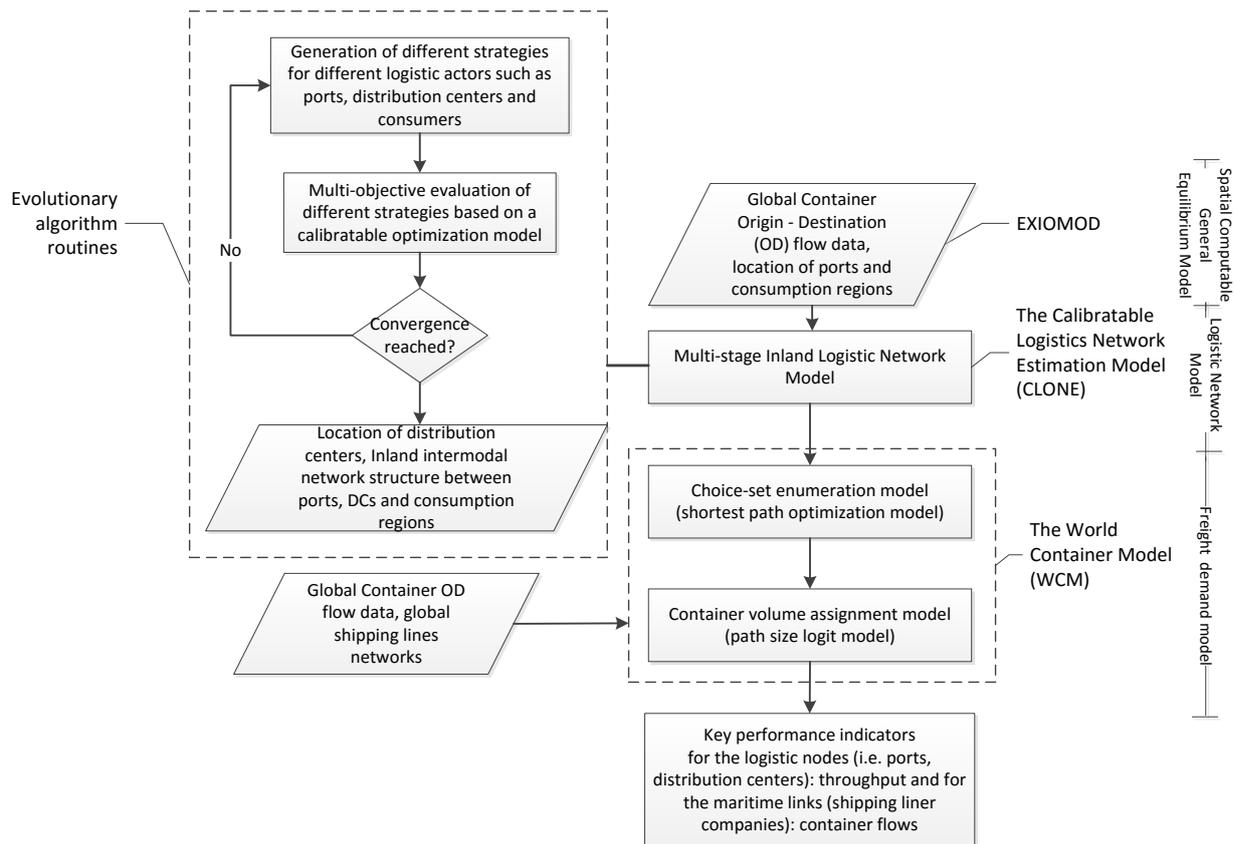 Generation of different strategies
for different logistic actors such as
ports, distribution centers and
consumers
Evolutionary
algorithm
routines
Multi-objective evaluation of
different strategies based on a
calibratable optimization model
No
Convergence
reached?
Location of distribution
centers, Inland intermodal
network structure between
ports, DCs and consumption
regions
Global Container OD
flow data, global
shipping lines
networks
Global Container
Origin - Destination
(OD) flow data,
location of ports and
consumption regions
EXIOMOD
Multi-stage Inland Logistic Network
Model
The Calibratable
Logistics Network
Estimation Model
(CLONE)
Choice-set enumeration model
(shortest path optimization model)
Container volume assignment model
(path size logit model)
The World
Container Model
(WCM)
Key performance indicators
for the logistic nodes (i.e. ports,
distribution centers): throughput and for
the maritime links (shipping liner
companies): container flows
Spatial Computable
General
Equilibrium Model
Logistic Network
Model
Freight demand model